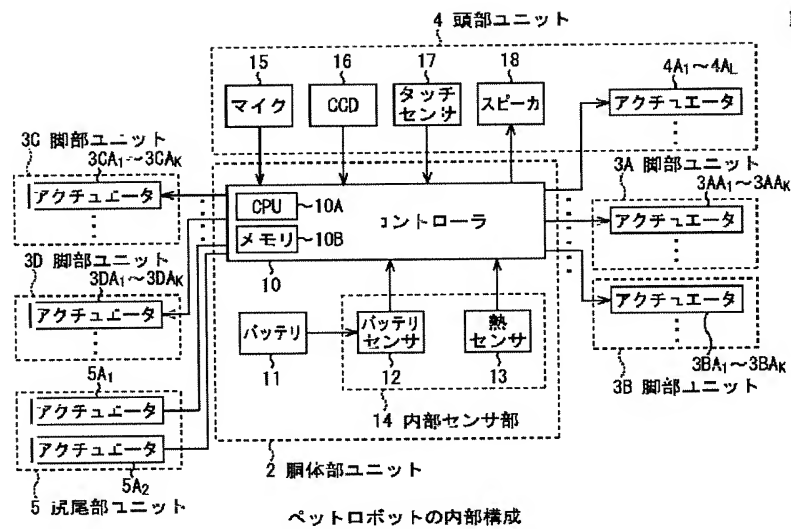 4 頭部ユニット
15
16
17
18
4A1～4AL
マイク
CCD
タッチ
センサ
スピーカ
アクチュエータ
3C 脚部ユニット
3CA1～3CAK
アクチュエータ
3A 脚部ユニット
3AA1～3AAK
アクチュエータ
CPU
10A
コントローラ
メモリ
10B
10
3D 脚部ユニット
3DA1～3DAK
アクチュエータ
アクチュエータ
3BA1～3BAK
3B 脚部ユニット
バッテリ
11
バッテリ
センサ
12
熱
センサ
13
14 内部センサ部
5A1
アクチュエータ
アクチュエータ
5A2
5 尻尾部ユニット
2 胴体部ユニット
ペットロボットの内部構成